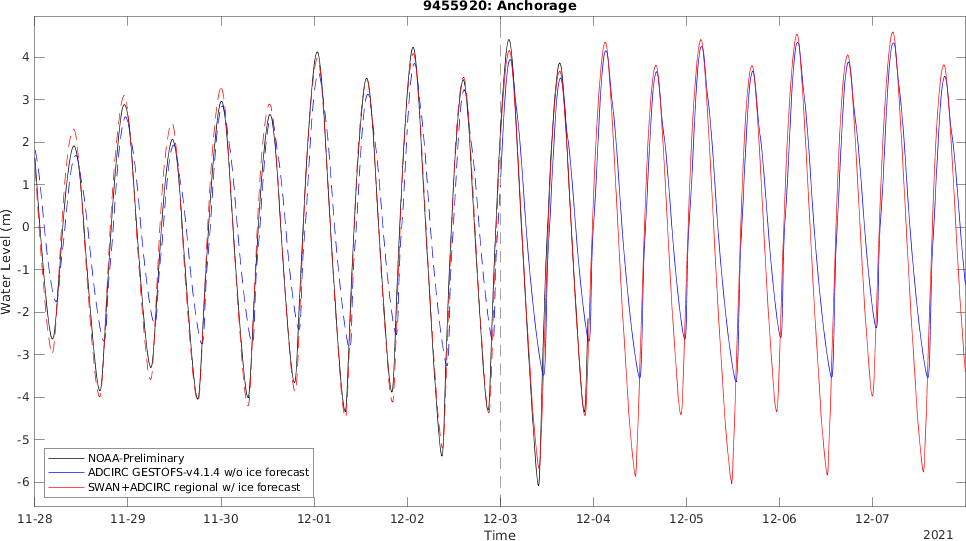 9455920: Anchorage
4
3
2
1
0
-1
-2
-3
-4
-5
-6
Water Level (m)
NOAA-Preliminary
ADCIRC GESTOFS-v4.1.4 w/o ice forecast
SWAN+ADCIRC regional w/ ice forecast
11-28 11-29 11-30 12-01 12-02 12-03 12-04 12-05 12-06 12-07
Time
2021